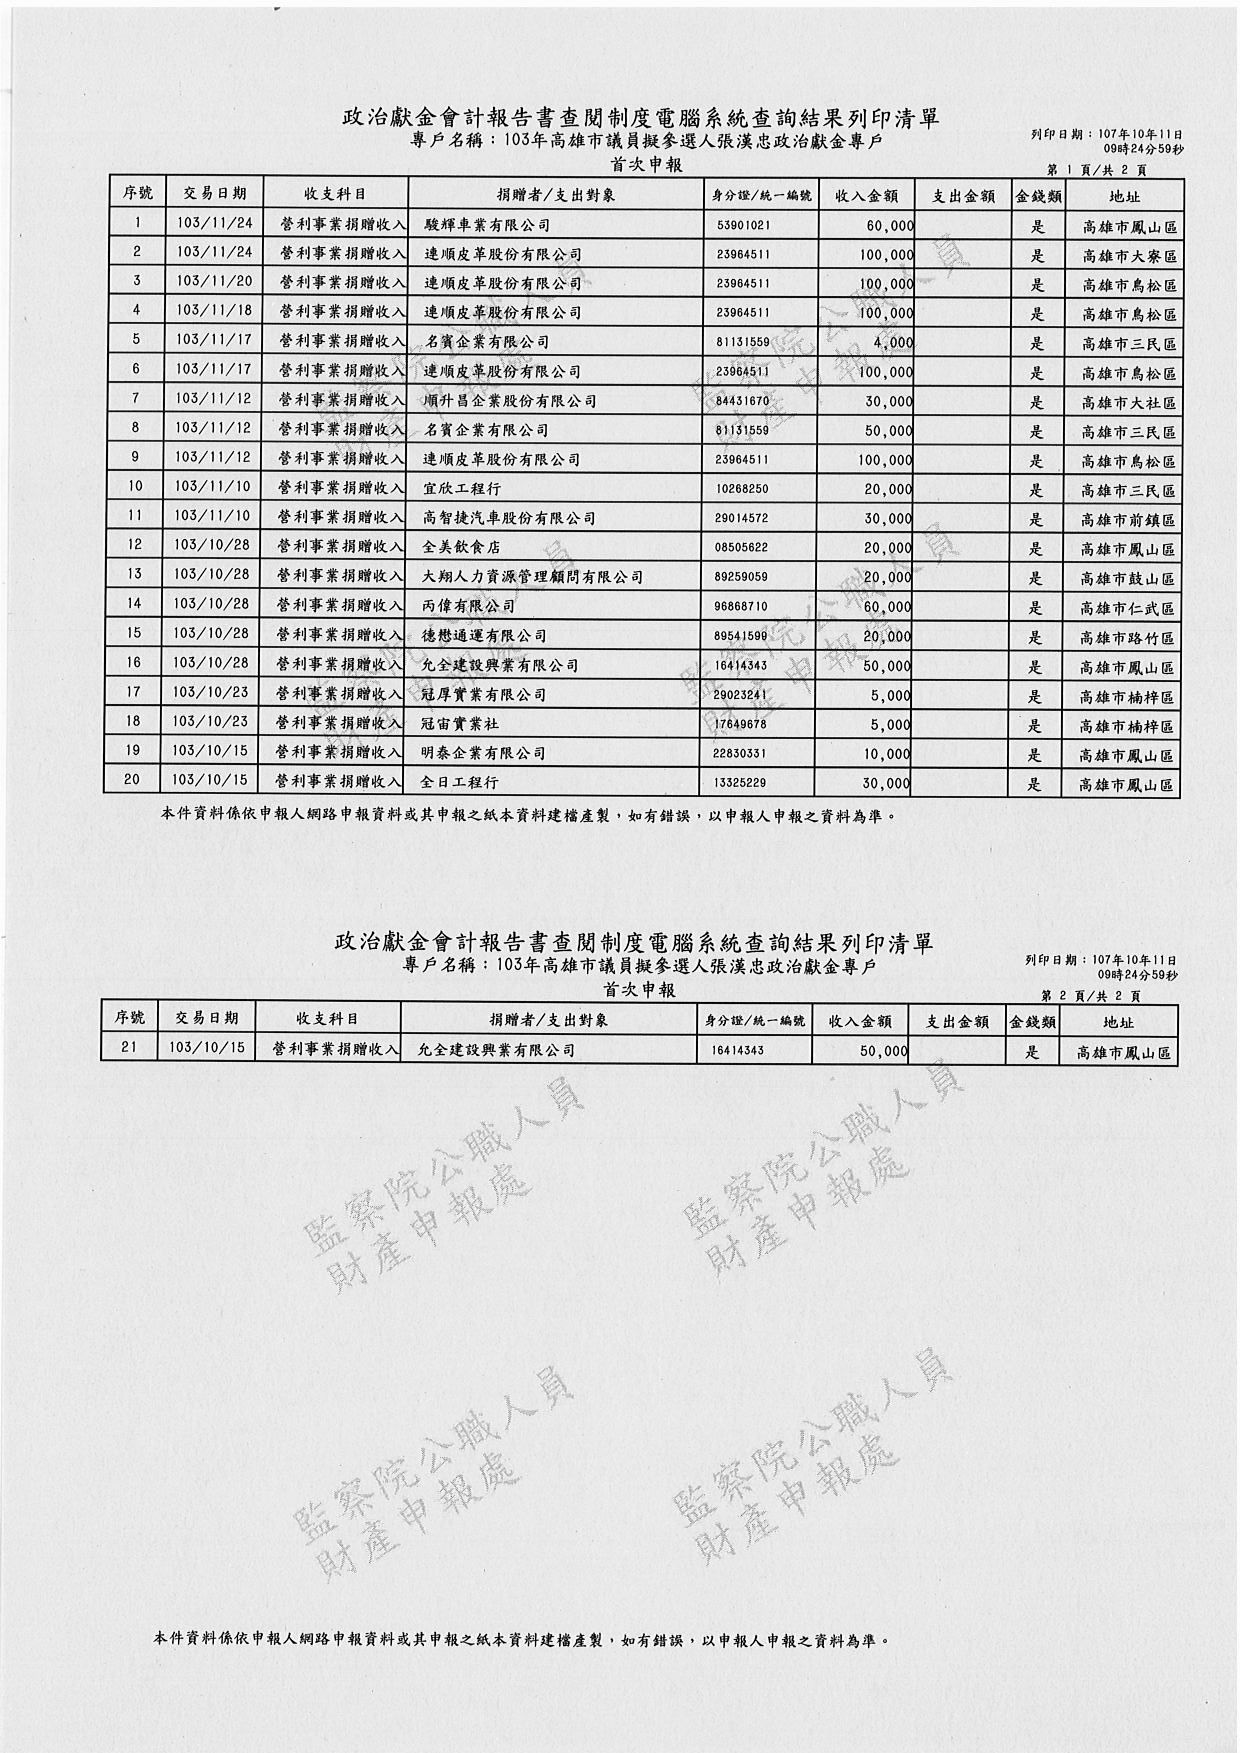 政治獻金會計報告書查閱制度電腦系統查詢結果列印清單
專戶名稱：103年高雄市議員擬參選人張漢忠政治獻金專戶
列印日期：107年10月11日
09時24分59秒
首次申報
第 1 頁/共 2 頁
序號 交易日期 收支科目 捐贈者/支出對象 身分證/統一編號 收入金額 支出金額 金錢類 地址
1 103/11/24 營利事業捐贈收入 駿輝車業有限公司 53901021 60,000 是 高雄市鳳山區
2 103/11/24 營利事業捐贈收入 連順皮革股份有限公司 23964511 100,000 是 高雄市大寮區
3 103/11/20 營利事業捐贈收入 連順皮革股份有限公司 23964511 100,000 是 高雄市鳥松區
4 103/11/18 營利事業捐贈收入 連順皮革股份有限公司 23964511 100,000 是 高雄市鳥松區
5 103/11/17 營利事業捐贈收入 名賓企業有限公司 81131559 4,000 是 高雄市三民區
6 103/11/17 營利事業捐贈收入 連順皮革股份有限公司 23964511 100,000 是 高雄市鳥松區
7 103/11/12 營利事業捐贈收入 順升昌企業股份有限公司 84431670 30,000 是 高雄市大社區
8 103/11/12 營利事業捐贈收入 名賓企業有限公司 81131559 50,000 是 高雄市三民區
9 103/11/12 營利事業捐贈收入 連順皮革股份有限公司 23964511 100,000 是 高雄市鳥松區
10 103/11/10 營利事業捐贈收入 宜欣工程行 10268250 20,000 是 高雄市三民區
11 103/11/10 營利事業捐贈收入 高智捷汽車股份有限公司 29014572 30,000 是 高雄市前鎮區
12 103/10/28 營利事業捐贈收入 全美飲食店 08505622 20,000 是 高雄市鳳山區
13 103/10/28 營利事業捐贈收入 大翔人力資源管理顧問有限公司 89259059 20,000 是 高雄市鼓山區
14 103/10/28 營利事業捐贈收入 丙偉有限公司 96868710 60,000 是 高雄市仁武區
15 103/10/28 營利事業捐贈收入 德懋通運有限公司 89541599 20,000 是 高雄市路竹區
16 103/10/28 營利事業捐贈收入 允全建設興業有限公司 16414343 50,000 是 高雄市鳳山區
17 103/10/23 營利事業捐贈收入 冠厚實業有限公司 29023241 5,000 是 高雄市楠梓區
18 103/10/23 營利事業捐贈收入 冠宙實業社 17649678 5,000 是 高雄市楠梓區
19 103/10/15 營利事業捐贈收入 明泰企業有限公司 22830331 10,000 是 高雄市鳳山區
20 103/10/15 營利事業捐贈收入 全日工程行 13325229 30,000 是 高雄市鳳山區
監察院公職人員
財產申報處
監察院公職人員
財產申報處
監察院公職人員
財產申報處
監察院公職人員
財產申報處
本件資料係依申報人網路申報資料或其申報之紙本資料建檔產製，如有錯誤，以申報人申報之資料為準。
政治獻金會計報告書查閱制度電腦系統查詢結果列印清單
專戶名稱：103年高雄市議員擬參選人張漢忠政治獻金專戶
列印日期：107年10月11日
09時24分59秒
首次申報
第 2 頁/共 2 頁
序號 交易日期 收支科目 捐贈者/支出對象 身分證/統一編號 收入金額 支出金額 金錢類 地址
21 103/10/15 營利事業捐贈收入 允全建設興業有限公司 16414343 50,000 是 高雄市鳳山區
監察院公職人員
財產申報處
監察院公職人員
財產申報處
監察院公職人員
財產申報處
監察院公職人員
財產申報處
本件資料係依申報人網路申報資料或其申報之紙本資料建檔產製，如有錯誤，以申報人申報之資料為準。